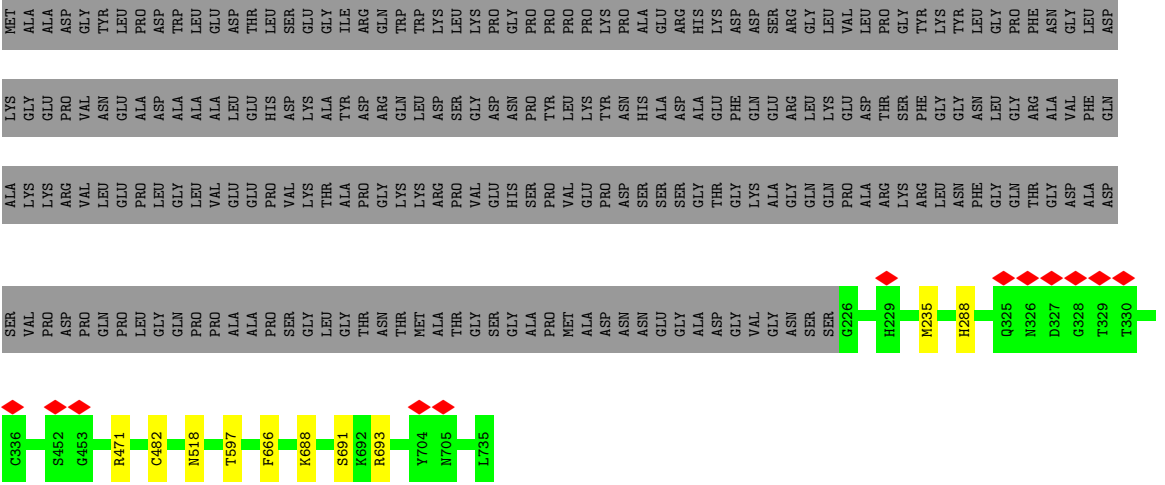 MET ALA ALA ASP GLY TYR LEU PRO ASP TRP LEU GLU ASP THR LEU SER GLU GLY ILE ARG GLN TRP TRP LYS LEU LYS PRO GLY PRO PRO PRO PRO LYS PRO ALA GLU ARG HIS LYS ASP ASP SER ARG GLY LEU VAL LEU PRO GLY TYR LYS TYR LEU GLY PRO PHE ASN GLY LEU ASP
LYS GLY GLU PRO VAL ASN GLU ALA ASP ALA ALA ALA LEU GLU HIS ASP LYS ALA TYR ASP ARG GLN LEU ASP SER GLY ASP ASN PRO TYR LEU LYS TYR ASN HIS ALA ASP ALA GLU PHE GLN GLU ARG LEU LYS GLU ASP THR SER PHE GLY GLY ASN LEU GLY ARG ALA VAL PHE GLN
ALA LYS LYS ARG VAL LEU GLU PRO LEU GLY LEU VAL GLU GLU PRO VAL LYS THR ALA PRO GLY LYS LYS ARG PRO VAL GLU HIS SER PRO VAL GLU PRO ASP SER SER SER GLY THR GLY LYS ALA GLY GLN GLN PRO ALA ARG LYS ARG LEU ASN PHE GLY GLN THR GLY ASP ALA ASP
SER VAL PRO ASP PRO GLN PRO LEU GLY GLN PRO PRO ALA ALA PRO SER GLY LEU GLY THR ASN THR MET ALA THR GLY SER GLY ALA PRO MET ALA ASP ASN ASN GLU GLY ALA ASP GLY VAL GLY ASN SER SER G226 H229 M235 H288 Q325 N326 D327 G328 T329 T330
C336 S452 G453 R471 C482 N518 T597 F666 K688 S691 K692 R693 Y704 N705 L735